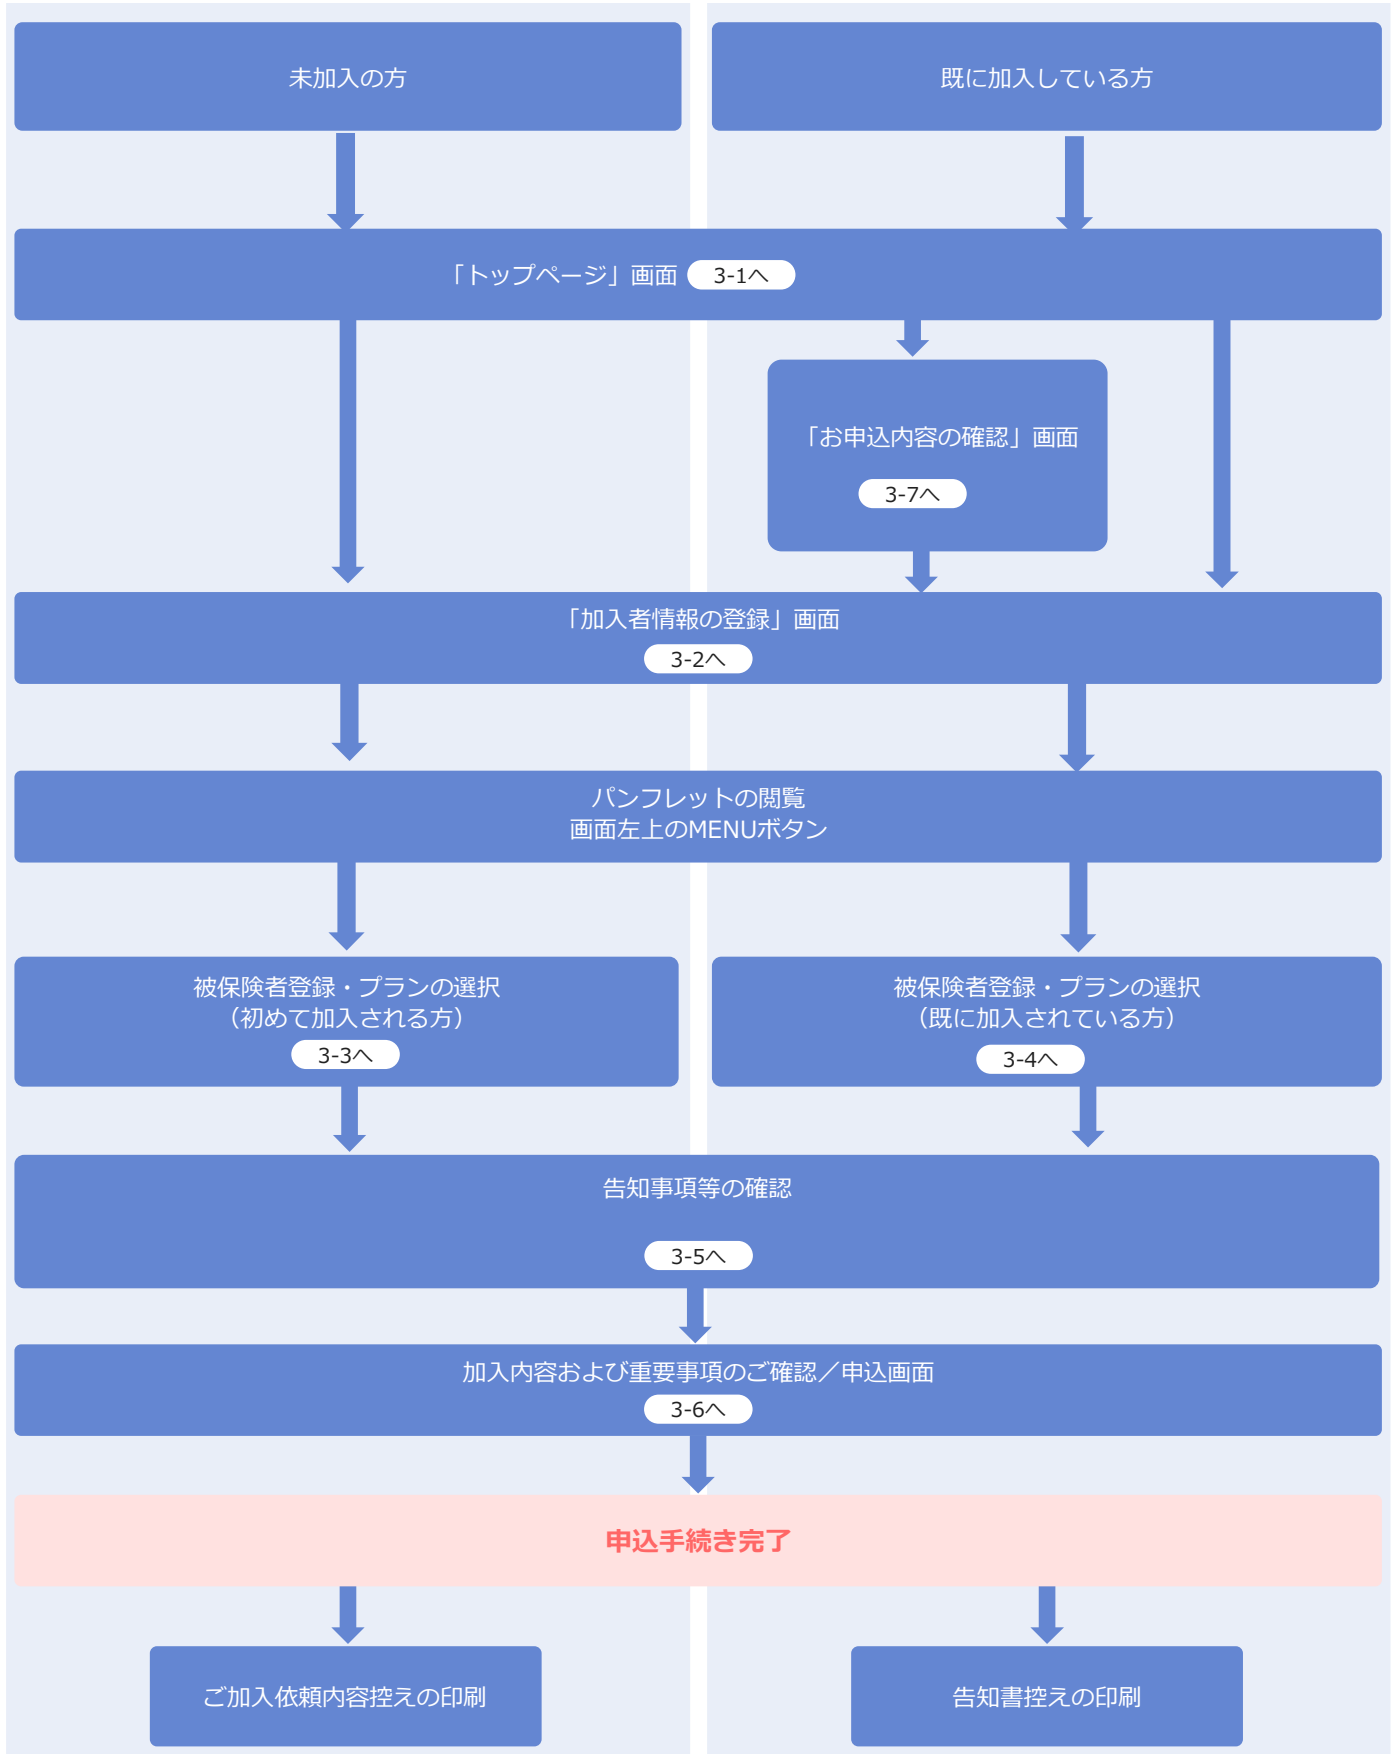 未加入の方
既に加入している方
「トップページ」画面 3-1へ
「お申込内容の確認」画面
3-7へ
「加入者情報の登録」画面
3-2へ
パンフレットの閲覧
画面左上のMENUボタン
被保険者登録・プランの選択
（初めて加入される方）
3-3へ
被保険者登録・プランの選択
（既に加入されている方）
3-4へ
告知事項等の確認
3-5へ
加入内容および重要事項のご確認／申込画面
3-6へ
申込手続き完了
ご加入依頼内容控えの印刷
告知書控えの印刷